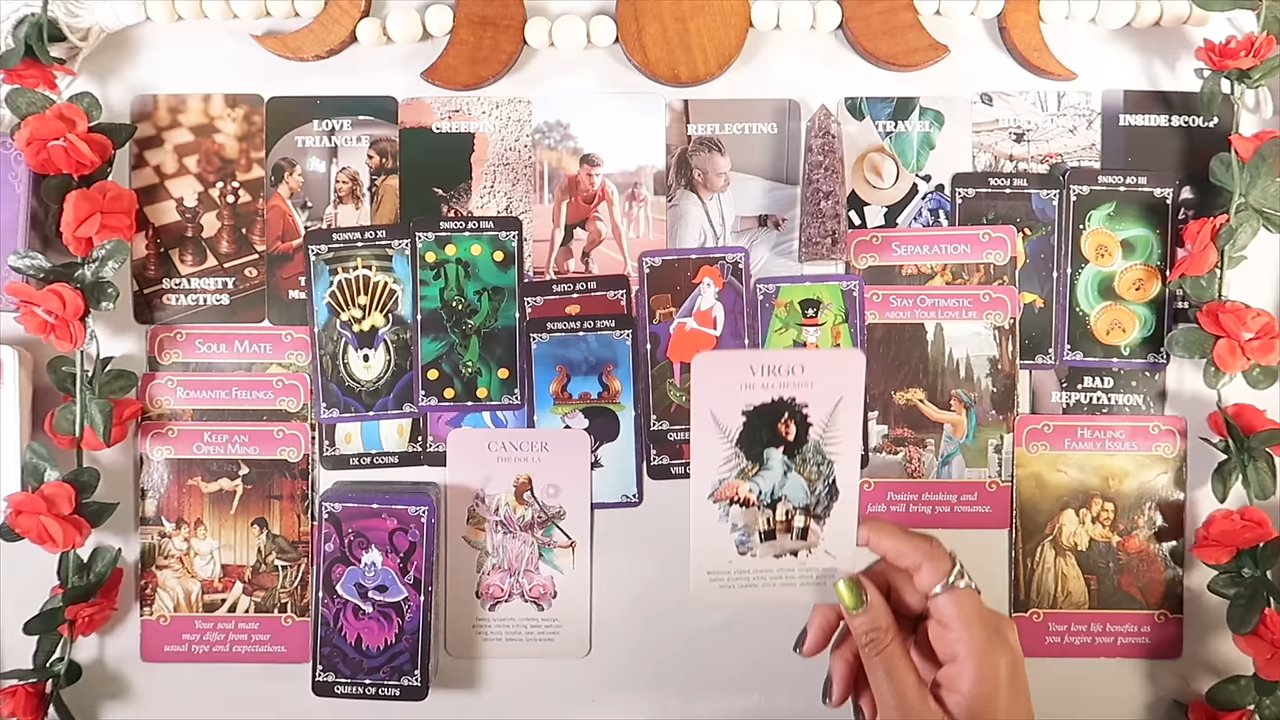 SCARCITY
TACTICS
LOVE
TRIANGLE
REFLECTING
TRAVEL
INSIDE SCOOP
THE FOOL
III OF COINS
IX OF WANDS
VIII OF COINS
III OF CUPS
PAGE OF SWORDS
SEPARATION
STAY OPTIMISTIC
ABOUT YOUR LOVE LIFE
Positive thinking and
faith will bring you romance.
SOUL MATE
ROMANTIC FEELINGS
KEEP AN
OPEN MIND
Your soul mate
may differ from your
usual type and expectations.
IX OF COINS
QUEEN OF CUPS
CANCER
THE DOULA
VIRGO
THE ALCHEMIST
BAD
REPUTATION
HEALING
FAMILY ISSUES
Your love life benefits as
you forgive your parents.